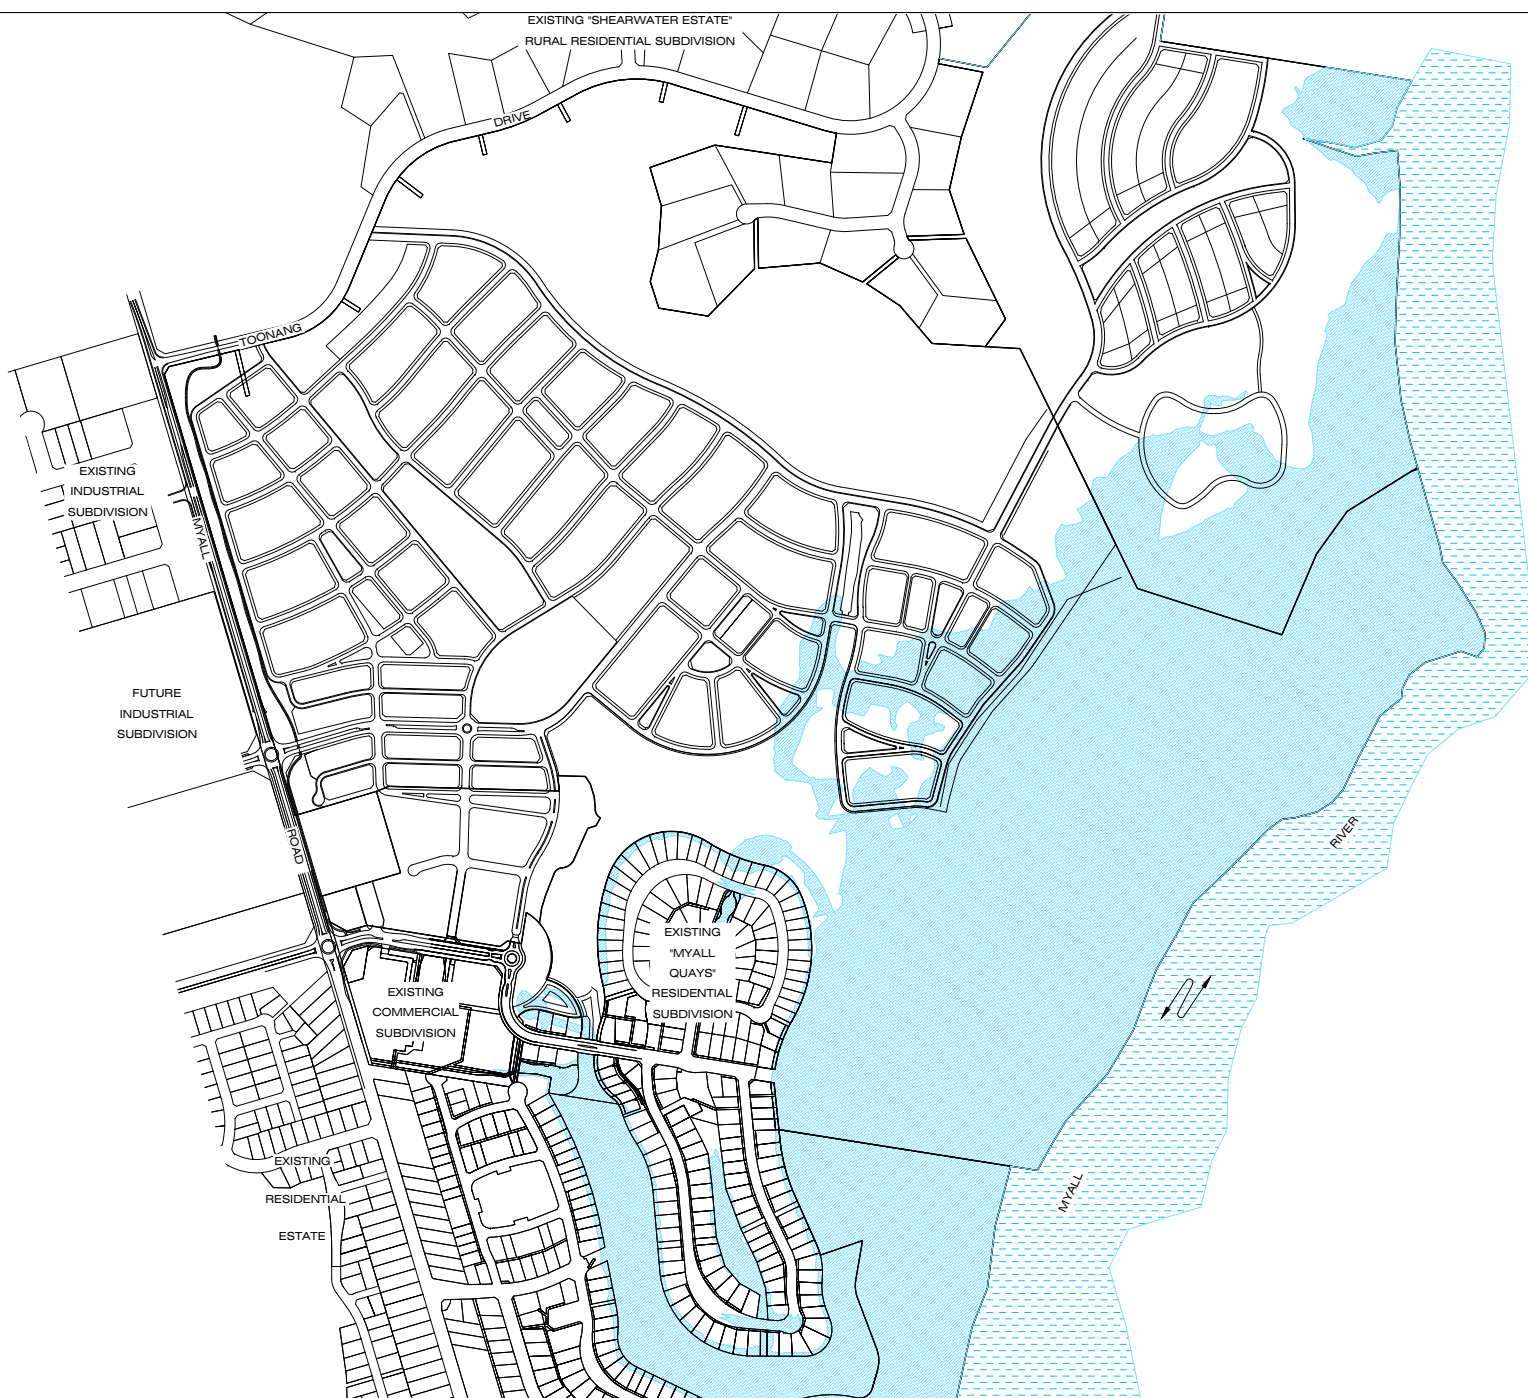 EXISTING "SHEARWATER ESTATE"
RURAL RESIDENTIAL SUBDIVISION
DRIVE
TOONANG
EXISTING
INDUSTRIAL
SUBDIVISION
MYALL
FUTURE
INDUSTRIAL
SUBDIVISION
ROAD
RIVER
EXISTING
"MYALL
QUAYS"
RESIDENTIAL
SUBDIVISION
EXISTING
COMMERCIAL
SUBDIVISION
EXISTING
RESIDENTIAL
ESTATE
MYALL